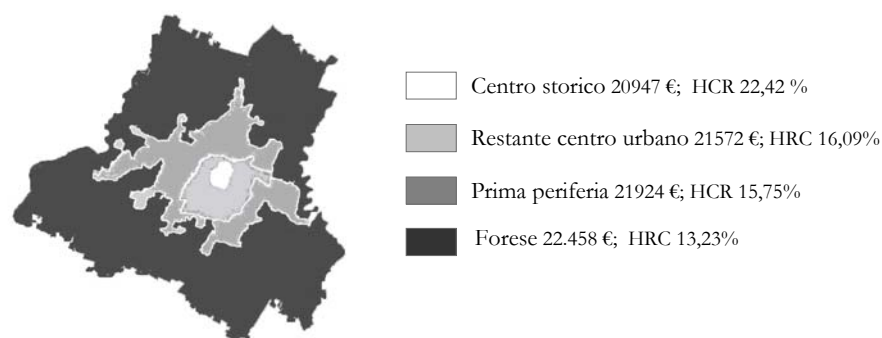 Centro storico 20947 €; HCR 22,42 %
Restante centro urbano 21572 €; HRC 16,09%
Prima periferia 21924 €; HCR 15,75%
Forese 22.458 €; HRC 13,23%